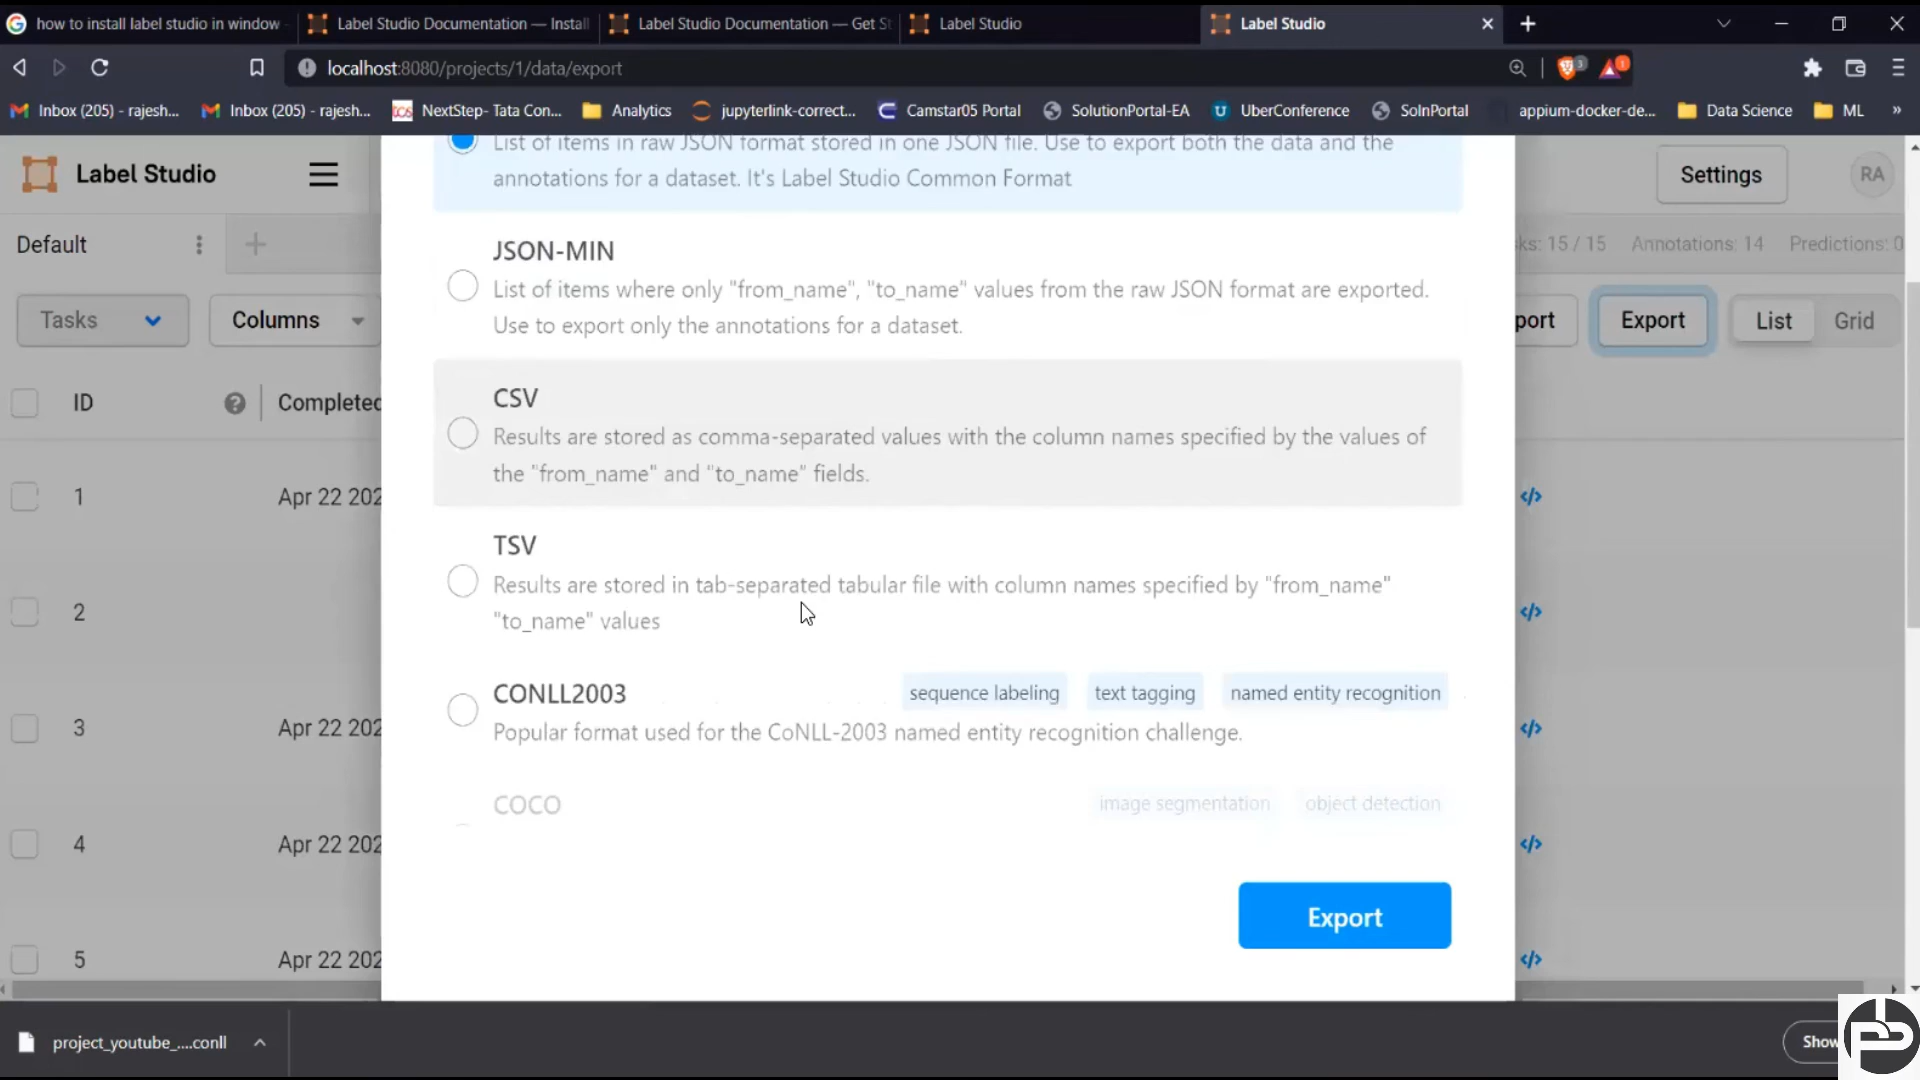 how to install label studio in window
Label Studio Documentation — Install
Label Studio Documentation — Get St
Label Studio
Label Studio
localhost:8080/projects/1/data/export
3
1
Inbox (205) - rajesh...
Inbox (205) - rajesh...
NextStep- Tata Con...
Analytics
jupyterlink-correct...
Camstar05 Portal
SolutionPortal-EA
UberConference
SolnPortal
appium-docker-de...
Data Science
ML
»
Label Studio
Settings
RA
List of items in raw JSON format stored in one JSON file. Use to export both the data and the
annotations for a dataset. It's Label Studio Common Format
Default
ks: 15 / 15
Annotations: 14
Predictions: 0
JSON-MIN
List of items where only "from_name", "to_name" values from the raw JSON format are exported.
Use to export only the annotations for a dataset.
Tasks
Columns
port
Export
List
Grid
ID
Completed
CSV
Results are stored as comma-separated values with the column names specified by the values of
the "from_name" and "to_name" fields.
1
Apr 22 202
</>
TSV
Results are stored in tab-separated tabular file with column names specified by "from_name"
"to_name" values
2
</>
CONLL2003
sequence labeling
text tagging
named entity recognition
Popular format used for the CoNLL-2003 named entity recognition challenge.
3
Apr 22 202
</>
COCO
image segmentation
object detection
4
Apr 22 202
</>
Export
5
Apr 22 202
</>
project_youtube_....conll
Show